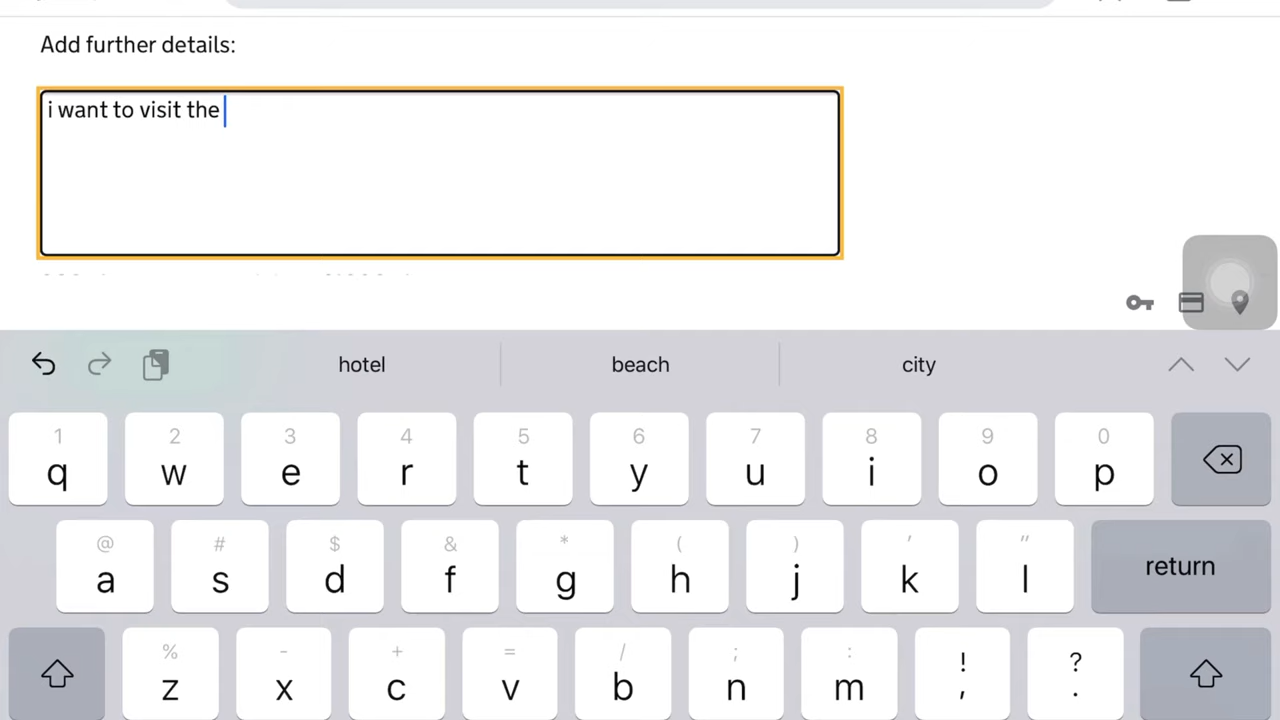 Add further details:
i want to visit the
hotel beach city
1 2 3 4 5 6 7 8 9 0
q w e r t y u i o p
@ # $ & * ( ) ' "
a s d f g h j k l return
% - + = / ; : ! ?
z x c v b n m , .